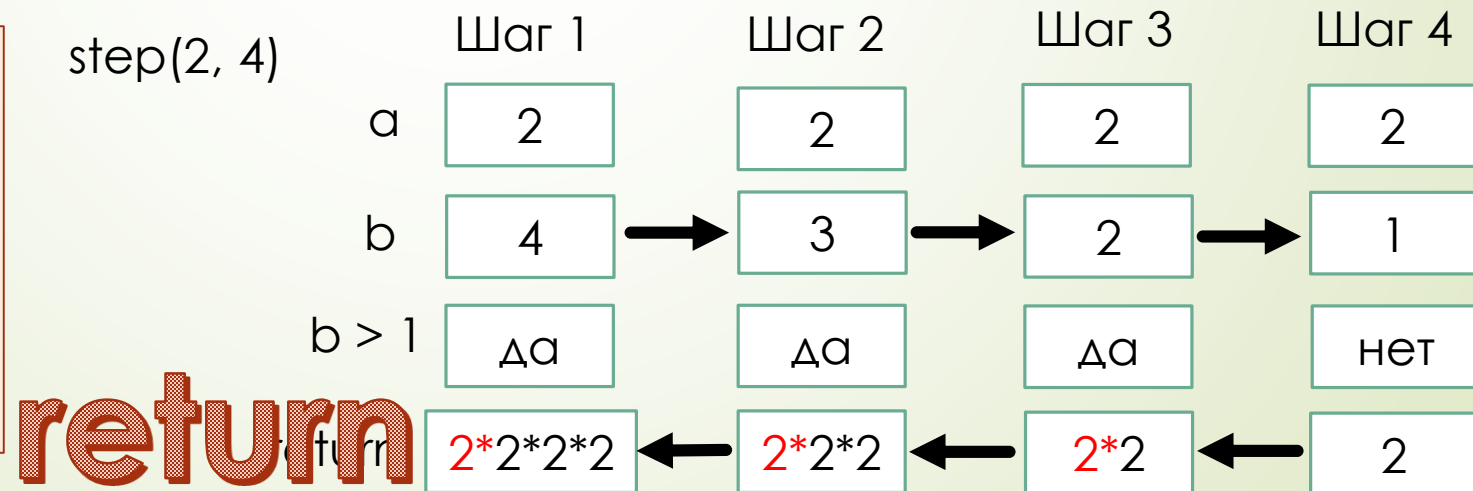 step(2, 4)
Шаг 1 Шаг 2 Шаг 3 Шаг 4
a 2 2 2 2
b 4 3 2 1
b > 1 да да да нет
return
return 2*2*2*2 2*2*2 2*2 2